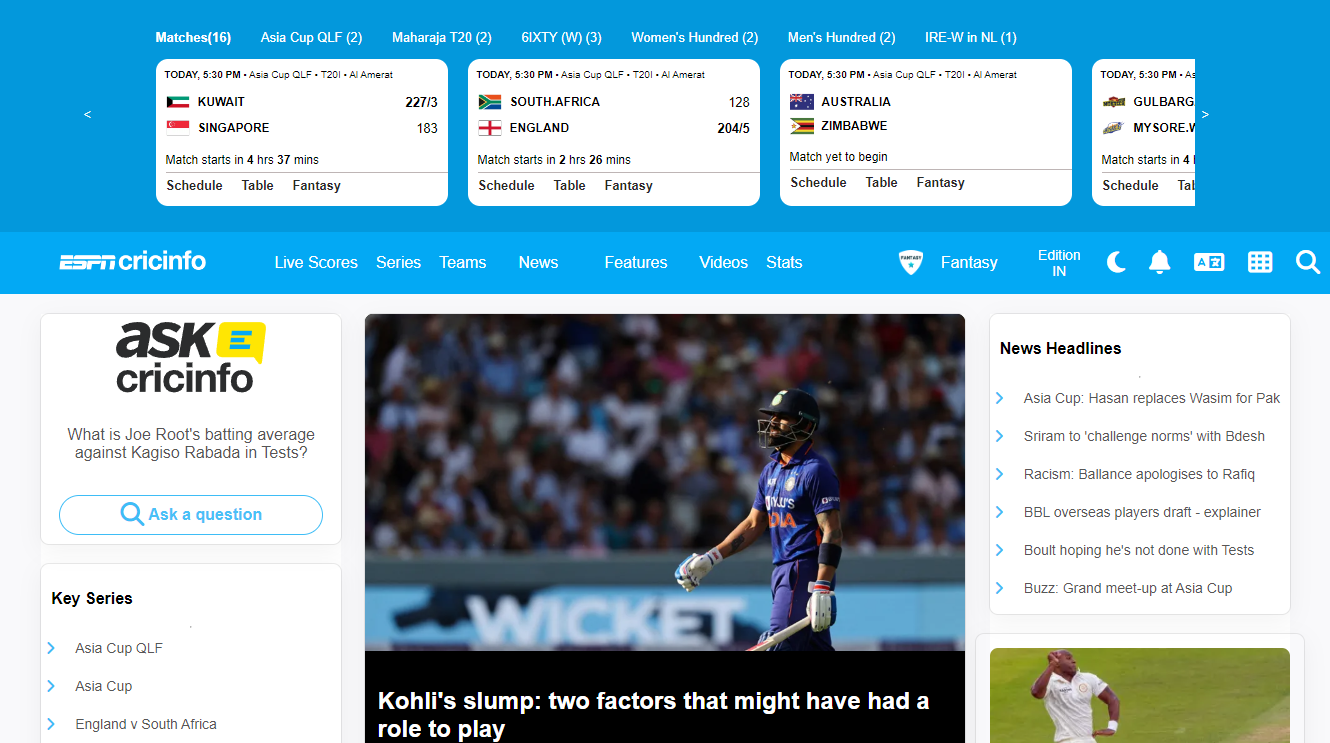 Matches(16) Asia Cup QLF (2) Maharaja T20 (2) 6IXTY (W) (3) Women's Hundred (2) Men's Hundred (2) IRE-W in NL (1)
TODAY, 5:30 PM • Asia Cup QLF • T20I • Al Amerat
KUWAIT 227/3
SINGAPORE 183
Match starts in 4 hrs 37 mins
Schedule Table Fantasy
TODAY, 5:30 PM • Asia Cup QLF • T20I • Al Amerat
SOUTH.AFRICA 128
ENGLAND 204/5
Match starts in 2 hrs 26 mins
Schedule Table Fantasy
TODAY, 5:30 PM • Asia Cup QLF • T20I • Al Amerat
AUSTRALIA
ZIMBABWE
Match yet to begin
Schedule Table Fantasy
TODAY, 5:30 PM • As
GULBARG
MYSORE.W
Match starts in 4
Schedule Tab
< >
ESPN cricinfo Live Scores Series Teams News Features Videos Stats FANTASY Fantasy Edition
IN
ask
cricinfo
What is Joe Root's batting average
against Kagiso Rabada in Tests?
Ask a question
Key Series
Asia Cup QLF
Asia Cup
England v South Africa
WICKET
Kohli's slump: two factors that might have had a
role to play
News Headlines
Asia Cup: Hasan replaces Wasim for Pak
Sriram to 'challenge norms' with Bdesh
Racism: Ballance apologises to Rafiq
BBL overseas players draft - explainer
Boult hoping he's not done with Tests
Buzz: Grand meet-up at Asia Cup